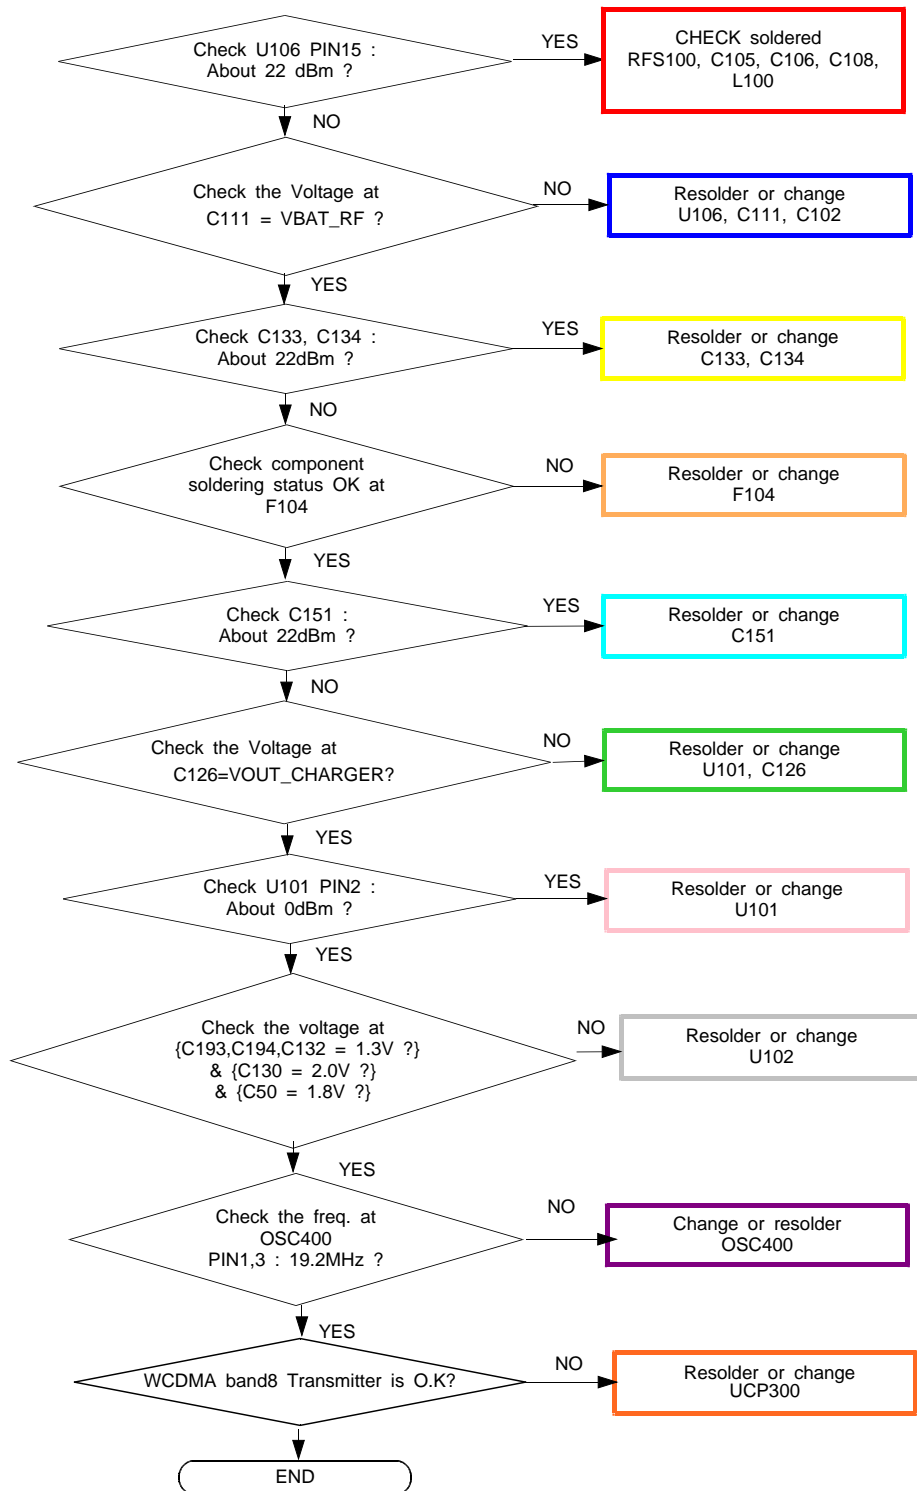 Check U106 PIN15 :
About 22 dBm ?
YES
CHECK soldered
RFS100, C105, C106, C108,
L100
NO
Check the Voltage at
C111 = VBAT_RF ?
NO
Resolder or change
U106, C111, C102
YES
Check C133, C134 :
About 22dBm ?
YES
Resolder or change
C133, C134
NO
Check component
soldering status OK at
F104
NO
Resolder or change
F104
YES
Check C151 :
About 22dBm ?
YES
Resolder or change
C151
NO
Check the Voltage at
C126=VOUT_CHARGER?
NO
Resolder or change
U101, C126
YES
Check U101 PIN2 :
About 0dBm ?
YES
Resolder or change
U101
YES
Check the voltage at
{C193,C194,C132 = 1.3V ?}
& {C130 = 2.0V ?}
& {C50 = 1.8V ?}
NO
Resolder or change
U102
YES
Check the freq. at
OSC400
PIN1,3 : 19.2MHz ?
NO
Change or resolder
OSC400
YES
WCDMA band8 Transmitter is O.K?
NO
Resolder or change
UCP300
END